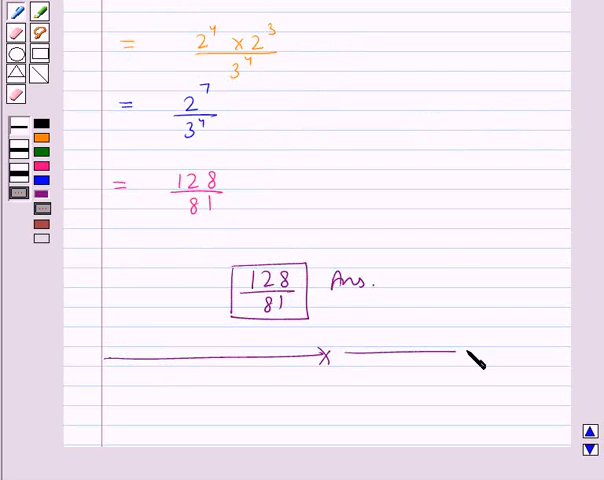 = 2⁴ × 2³ / 3⁴
= 2⁷ / 3⁴
= 128 / 81
128 / 81 Ans.